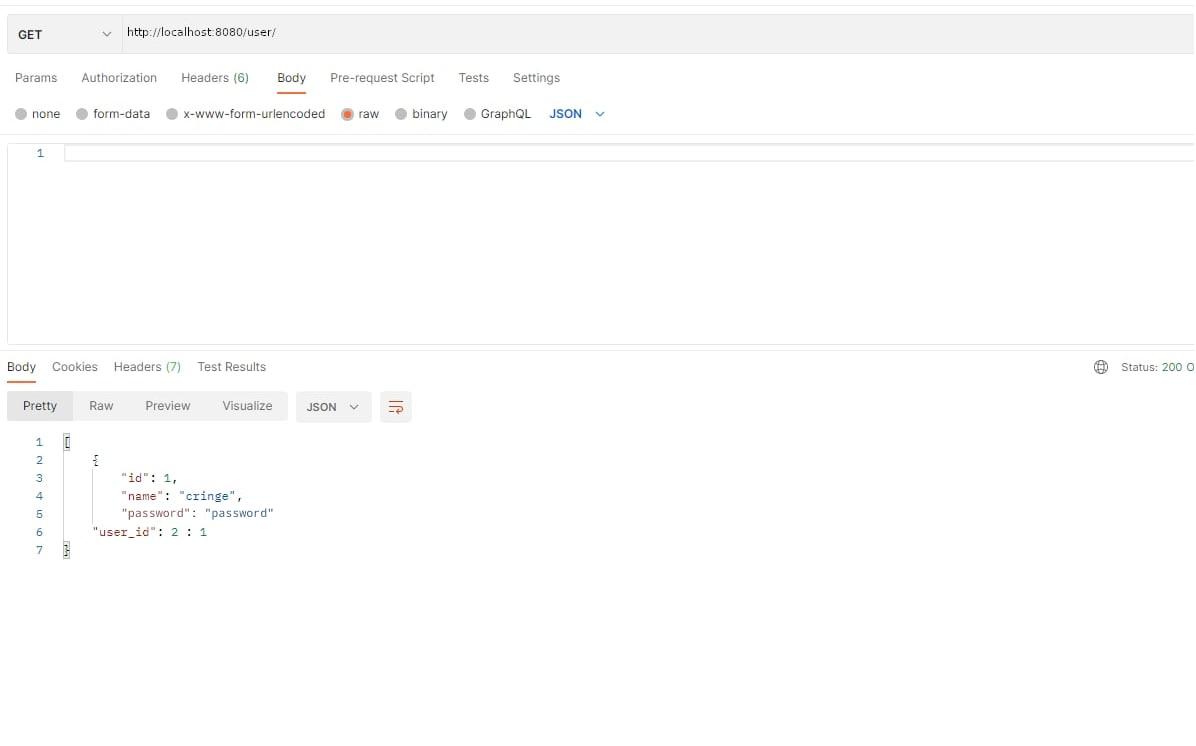 GET http://localhost:8080/user/
Params Authorization Headers (6) Body Pre-request Script Tests Settings
none form-data x-www-form-urlencoded raw binary GraphQL JSON
1
Body Cookies Headers (7) Test Results Status: 200 O
Pretty Raw Preview Visualize JSON
1 [
2 {
3 "id": 1,
4 "name": "cringe",
5 "password": "password"
6 "user_id": 2 : 1
7 }